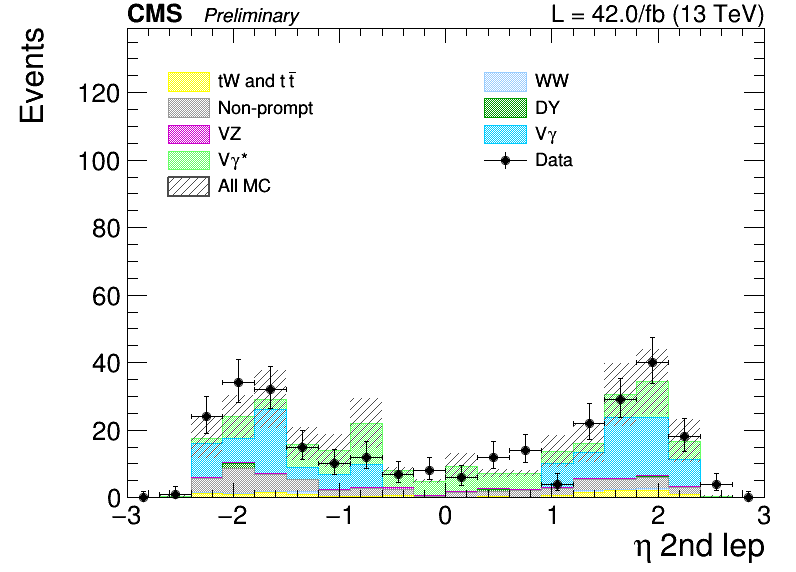 CMS Preliminary L = 42.0/fb (13 TeV)
Events
tW and t t̅ WW
Non-prompt DY
VZ Vγ
Vγ* Data
All MC
120
100
80
60
40
20
0
−3 −2 −1 0 1 2 3
η 2nd lep